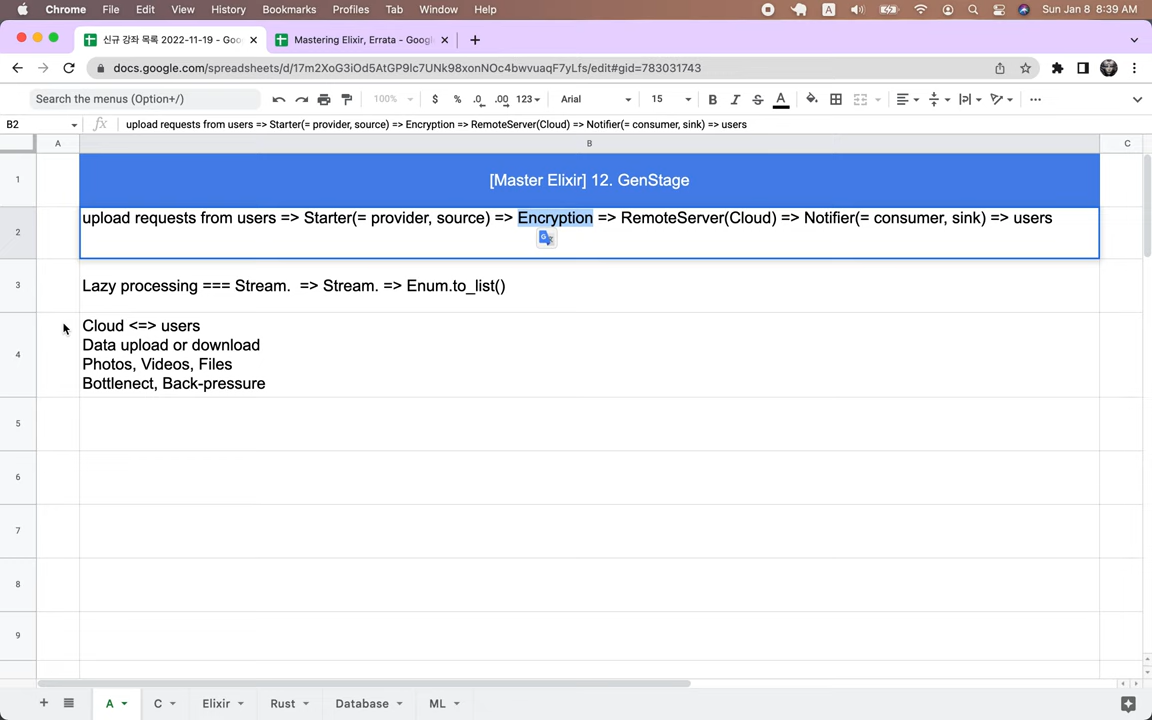 Chrome File Edit View History Bookmarks Profiles Tab Window Help A Sun Jan 8 8:39 AM
신규 강좌 목록 2022-11-19 - Goo Mastering Elixir, Errata - Googl
docs.google.com/spreadsheets/d/17m2XoG3iOd5AtGP9lc7UNk98xonNOc4bwvuaqF7yLfs/edit#gid=783031743
Search the menus (Option+/) 100% $ % .0 .00 123 Arial 15 B I S A
B2 fx upload requests from users => Starter(= provider, source) => Encryption => RemoteServer(Cloud) => Notifier(= consumer, sink) => users
A B C
1 [Master Elixir] 12. GenStage
2 upload requests from users => Starter(= provider, source) => Encryption => RemoteServer(Cloud) => Notifier(= consumer, sink) => users
3 Lazy processing === Stream. => Stream. => Enum.to_list()
Cloud <=> users
Data upload or download
4 Photos, Videos, Files
Bottlenect, Back-pressure
5
6
7
8
9
A C Elixir Rust Database ML